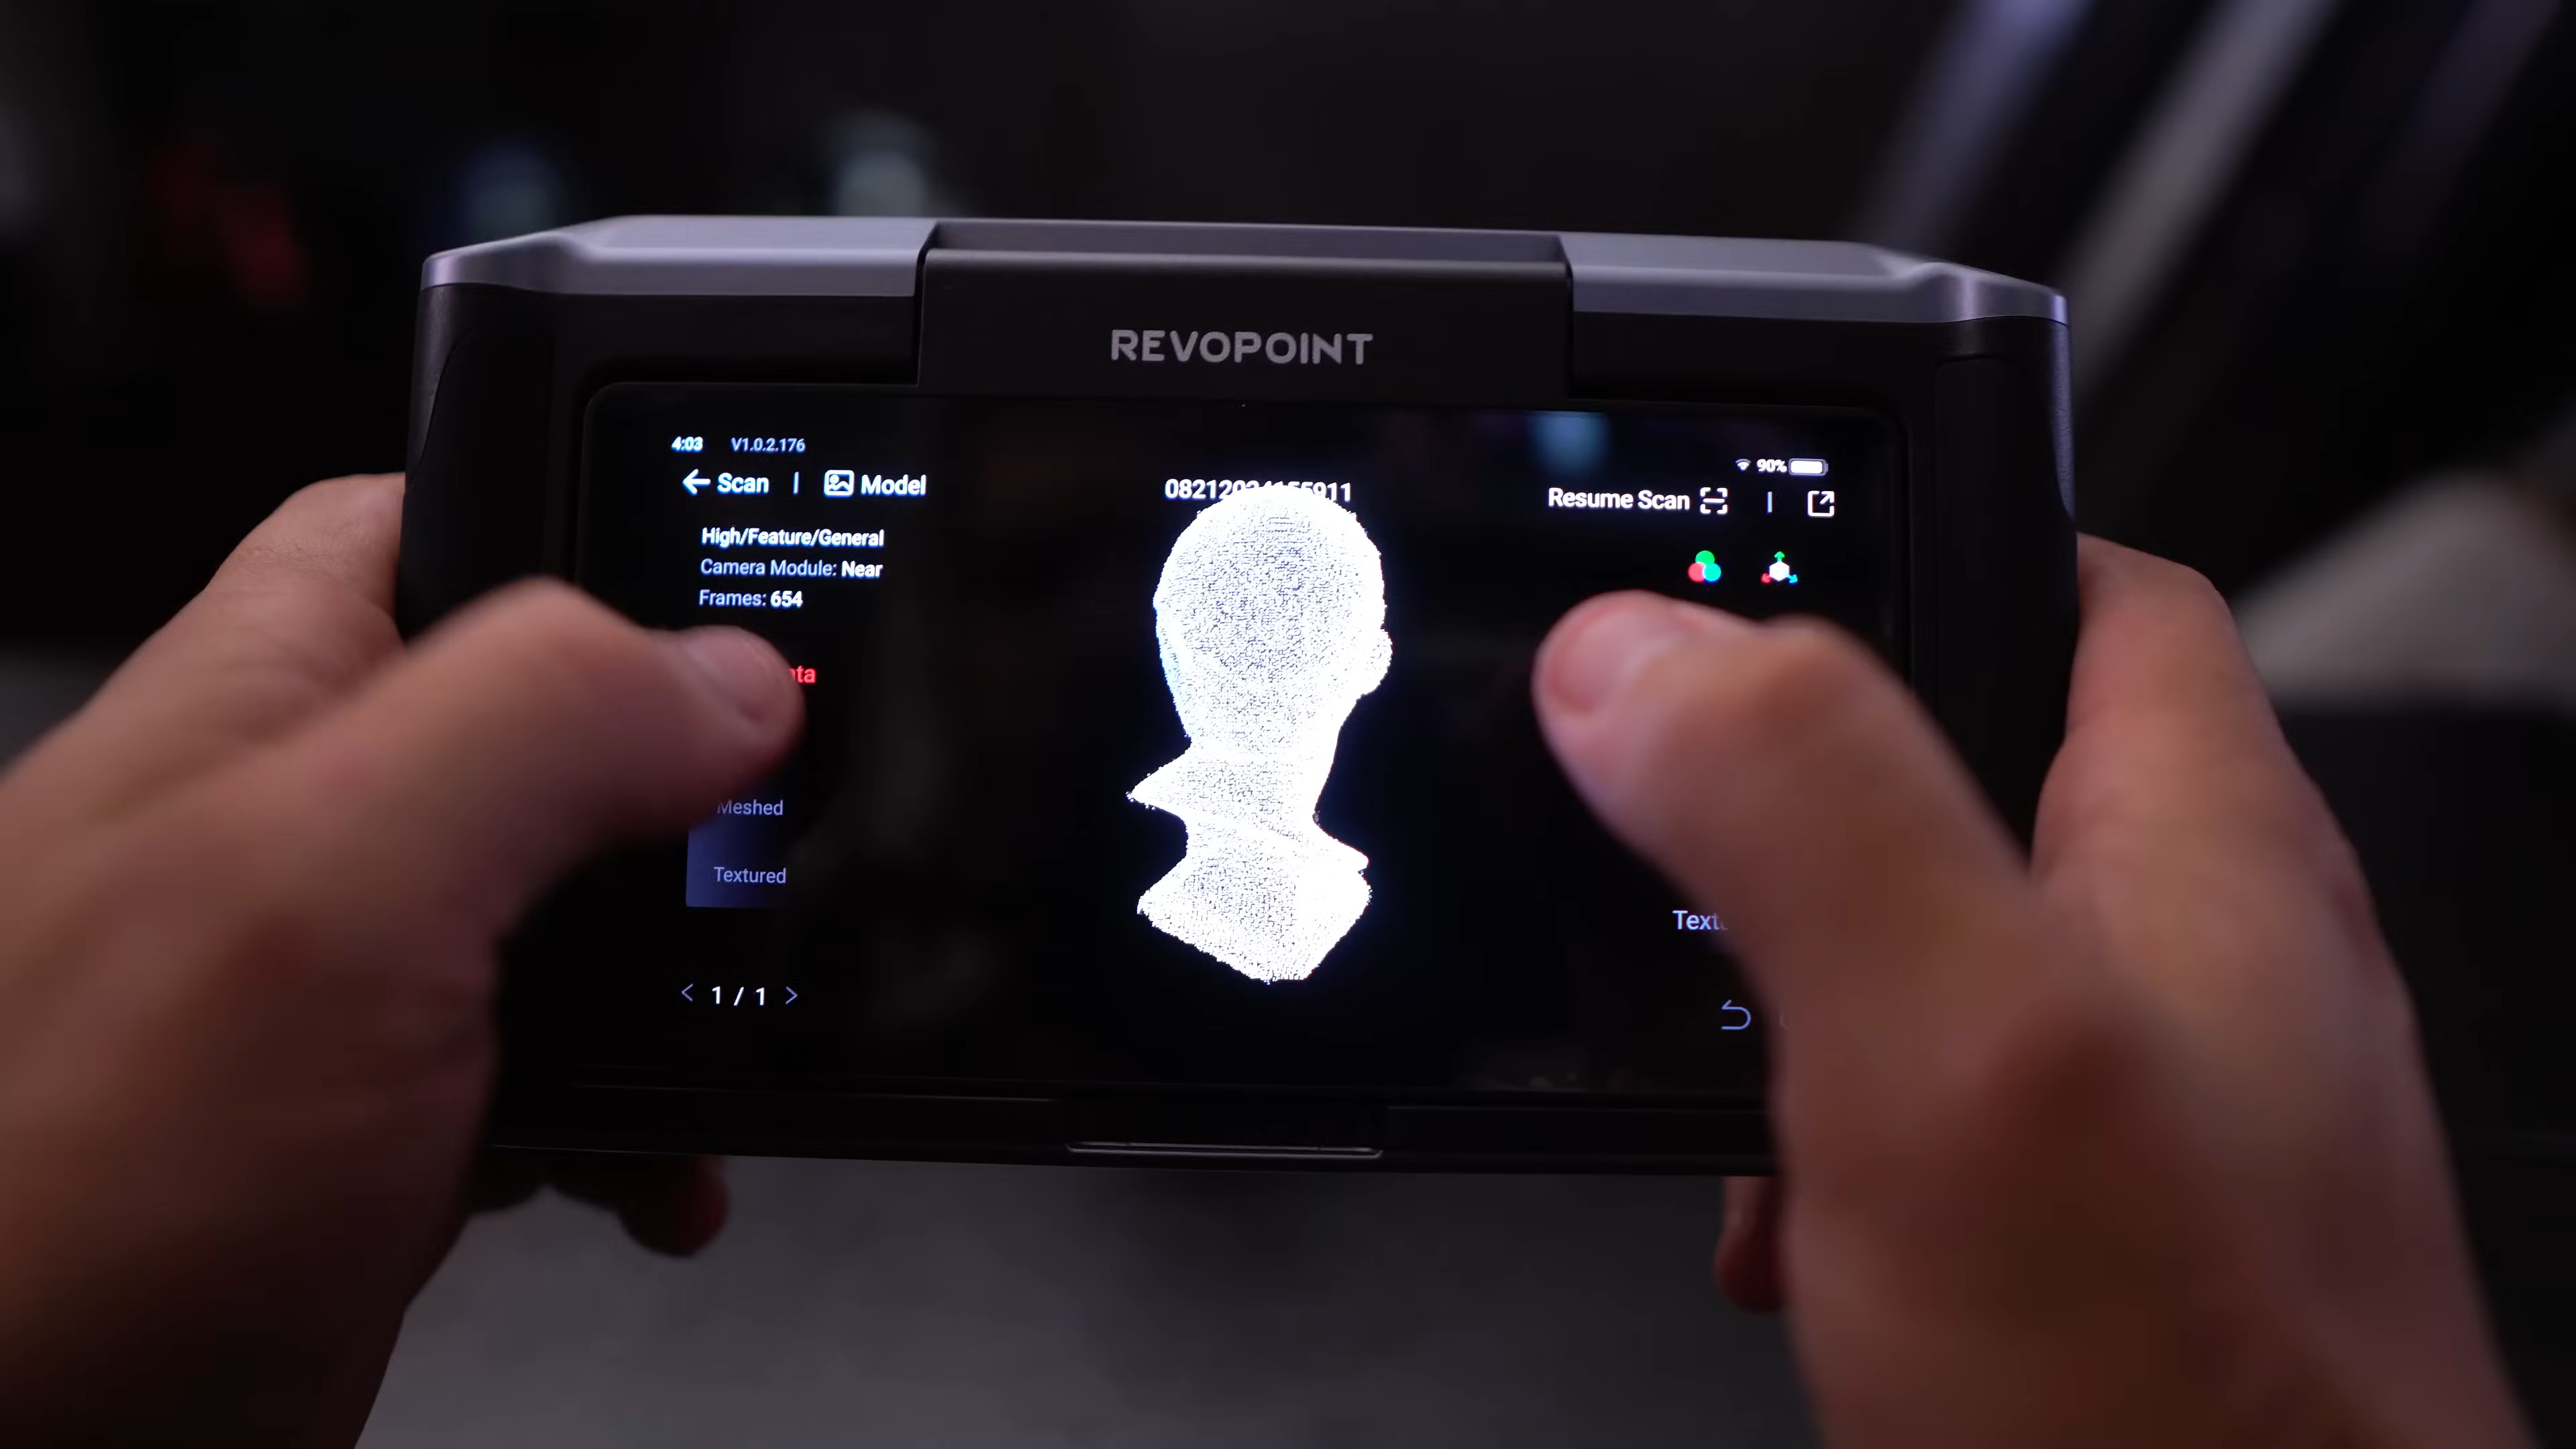 REVOPOINT
4:03 V1.0.2.176
90%
Scan | Model
Resume Scan |
High/Feature/General
Camera Module: Near
Frames: 654
Meshed
Textured
< 1 / 1 >